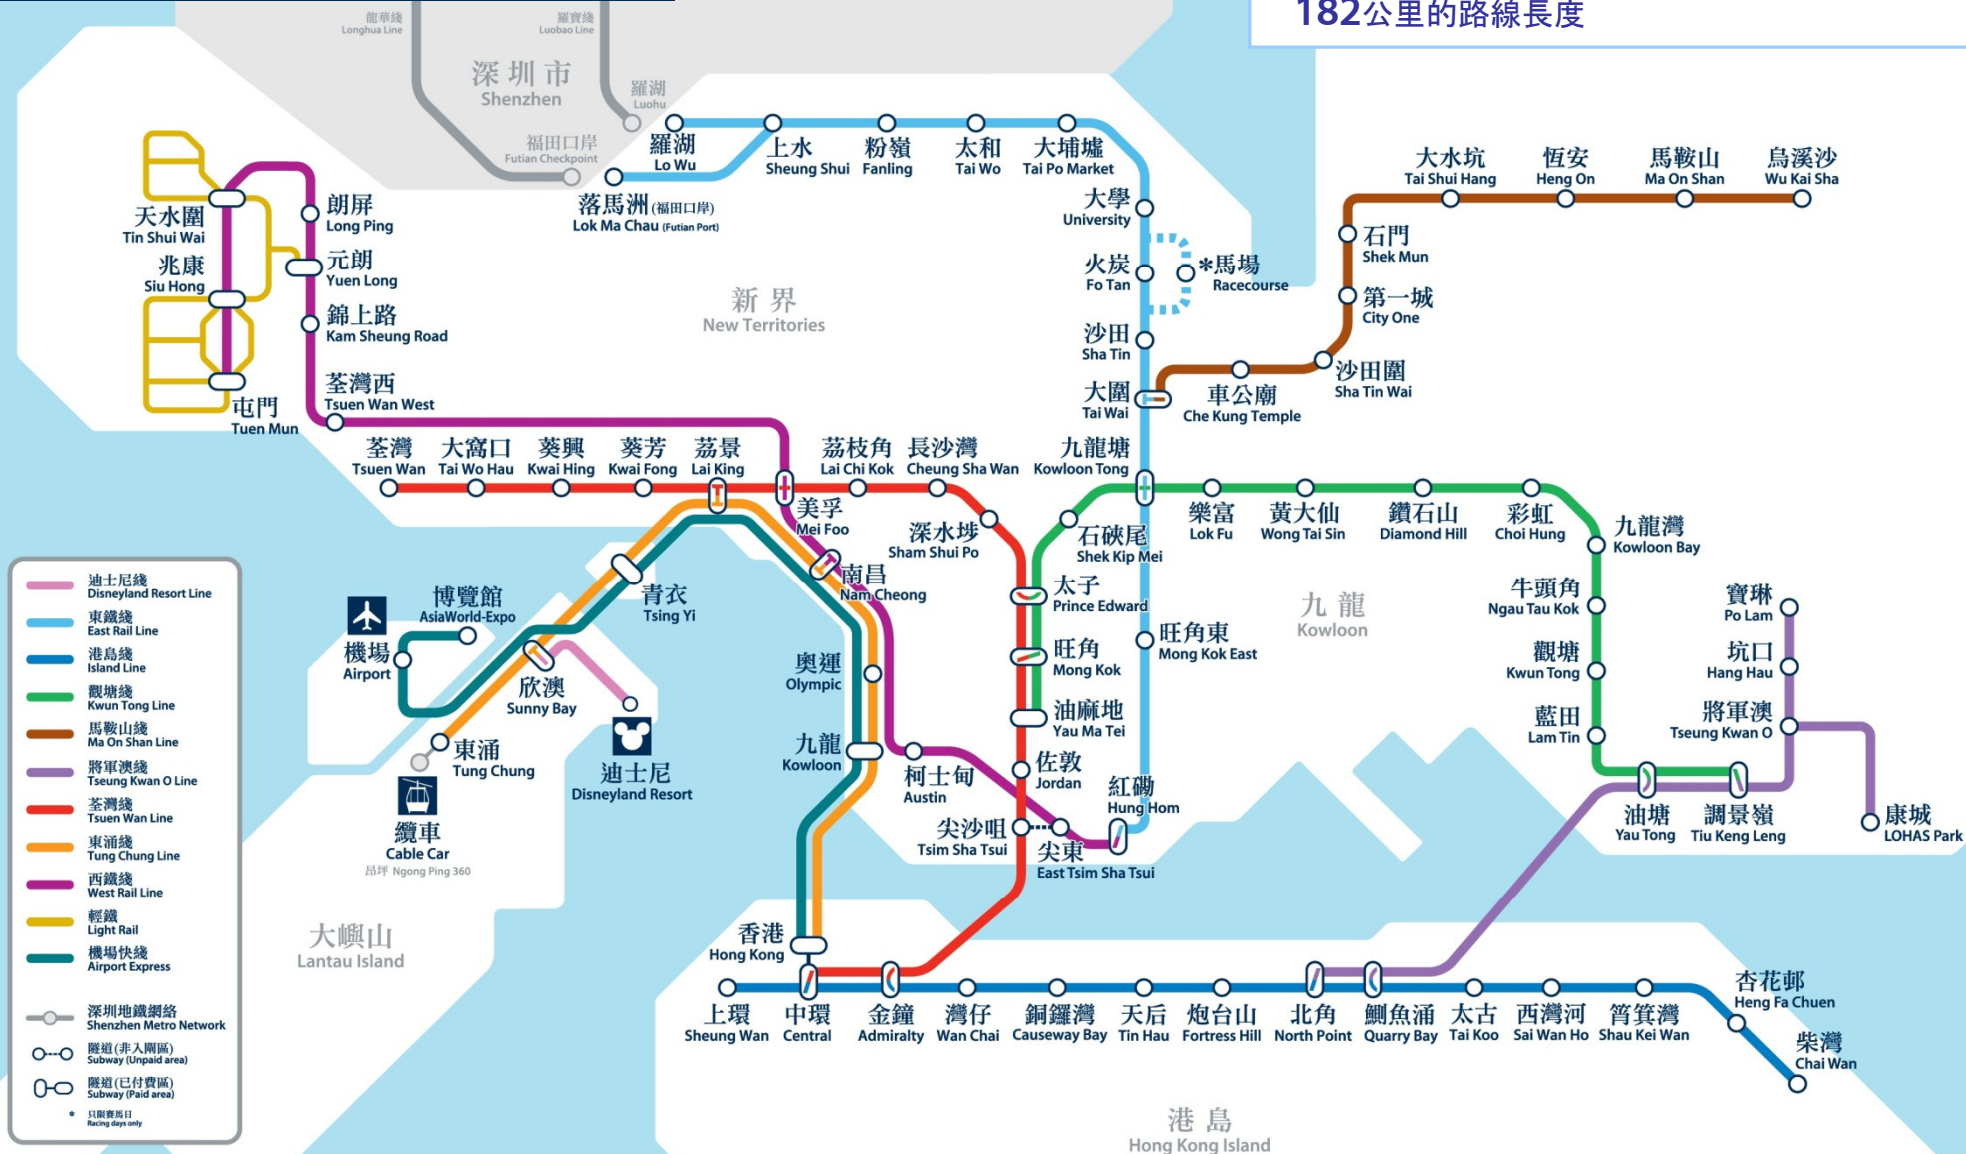 182公里的路線長度
龍華綫
Longhua Line
羅寶綫
Luobao Line
深圳市
Shenzhen
羅湖
Luohu
福田口岸
Futian Checkpoint
羅湖
Lo Wu
上水
Sheung Shui
粉嶺
Fanling
太和
Tai Wo
大埔墟
Tai Po Market
落馬洲(福田口岸)
Lok Ma Chau (Futian Port)
大學
University
火炭
Fo Tan
*馬場
Racecourse
沙田
Sha Tin
大圍
Tai Wai
大水坑
Tai Shui Hang
恆安
Heng On
馬鞍山
Ma On Shan
烏溪沙
Wu Kai Sha
石門
Shek Mun
第一城
City One
沙田圍
Sha Tin Wai
車公廟
Che Kung Temple
天水圍
Tin Shui Wai
朗屏
Long Ping
兆康
Siu Hong
元朗
Yuen Long
錦上路
Kam Sheung Road
新界
New Territories
屯門
Tuen Mun
荃灣西
Tsuen Wan West
荃灣
Tsuen Wan
大窩口
Tai Wo Hau
葵興
Kwai Hing
葵芳
Kwai Fong
荔景
Lai King
美孚
Mei Foo
荔枝角
Lai Chi Kok
長沙灣
Cheung Sha Wan
深水埗
Sham Shui Po
九龍塘
Kowloon Tong
石硤尾
Shek Kip Mei
樂富
Lok Fu
黃大仙
Wong Tai Sin
鑽石山
Diamond Hill
彩虹
Choi Hung
九龍灣
Kowloon Bay
牛頭角
Ngau Tau Kok
觀塘
Kwun Tong
藍田
Lam Tin
油塘
Yau Tong
調景嶺
Tiu Keng Leng
寶琳
Po Lam
坑口
Hang Hau
將軍澳
Tseung Kwan O
康城
LOHAS Park
南昌
Nam Cheong
太子
Prince Edward
旺角
Mong Kok
油麻地
Yau Ma Tei
佐敦
Jordan
旺角東
Mong Kok East
九龍
Kowloon
奧運
Olympic
九龍
Kowloon
柯士甸
Austin
尖沙咀
Tsim Sha Tsui
尖東
East Tsim Sha Tsui
紅磡
Hung Hom
青衣
Tsing Yi
博覽館
AsiaWorld-Expo
機場
Airport
欣澳
Sunny Bay
東涌
Tung Chung
迪士尼
Disneyland Resort
纜車
Cable Car
昂坪 Ngong Ping 360
大嶼山
Lantau Island
香港
Hong Kong
上環
Sheung Wan
中環
Central
金鐘
Admiralty
灣仔
Wan Chai
銅鑼灣
Causeway Bay
天后
Tin Hau
炮台山
Fortress Hill
北角
North Point
鰂魚涌
Quarry Bay
太古
Tai Koo
西灣河
Sai Wan Ho
筲箕灣
Shau Kei Wan
杏花邨
Heng Fa Chuen
柴灣
Chai Wan
港島
Hong Kong Island
迪士尼綫
Disneyland Resort Line
東鐵綫
East Rail Line
港島綫
Island Line
觀塘綫
Kwun Tong Line
馬鞍山綫
Ma On Shan Line
將軍澳綫
Tseung Kwan O Line
荃灣綫
Tsuen Wan Line
東涌綫
Tung Chung Line
西鐵綫
West Rail Line
輕鐵
Light Rail
機場快綫
Airport Express
深圳地鐵網絡
Shenzhen Metro Network
隧道(非入閘區)
Subway (Unpaid area)
隧道(已付費區)
Subway (Paid area)
* 只限賽馬日
Racing days only